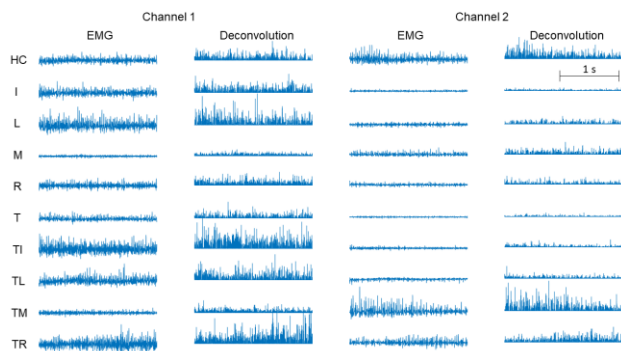 Channel 1 Channel 2
EMG Deconvolution EMG Deconvolution
HC
1 s
I
L
M
R
T
TI
TL
TM
TR